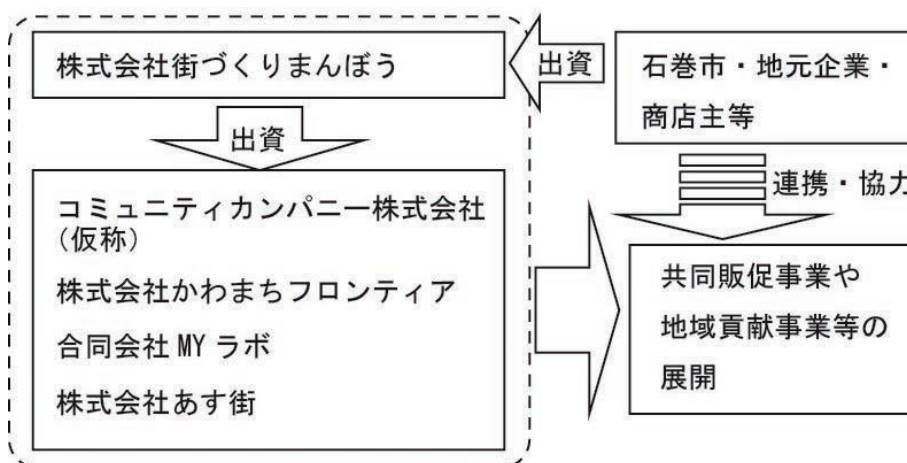 株式会社街づくりまんぼう
出資
石巻市・地元企業・
商店主等
出資
連携・協力
コミュニティカンパニー株式会社
(仮称)
株式会社かわまちフロンティア
合同会社 MY ラボ
株式会社あす街
共同販促事業や
地域貢献事業等の
展開